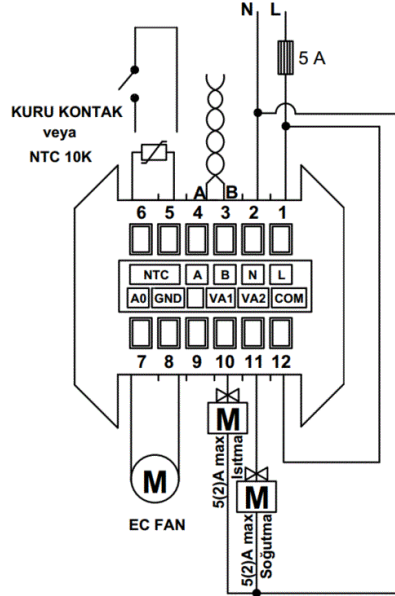 N L
5 A
KURU KONTAK
veya
NTC 10K
A B
6 5 4 3 2 1
NTC A B N L
A0 GND VA1 VA2 COM
7 8 9 10 11 12
M
EC FAN
M
5(2)A max
Isıtma
M
5(2)A max
Soğutma